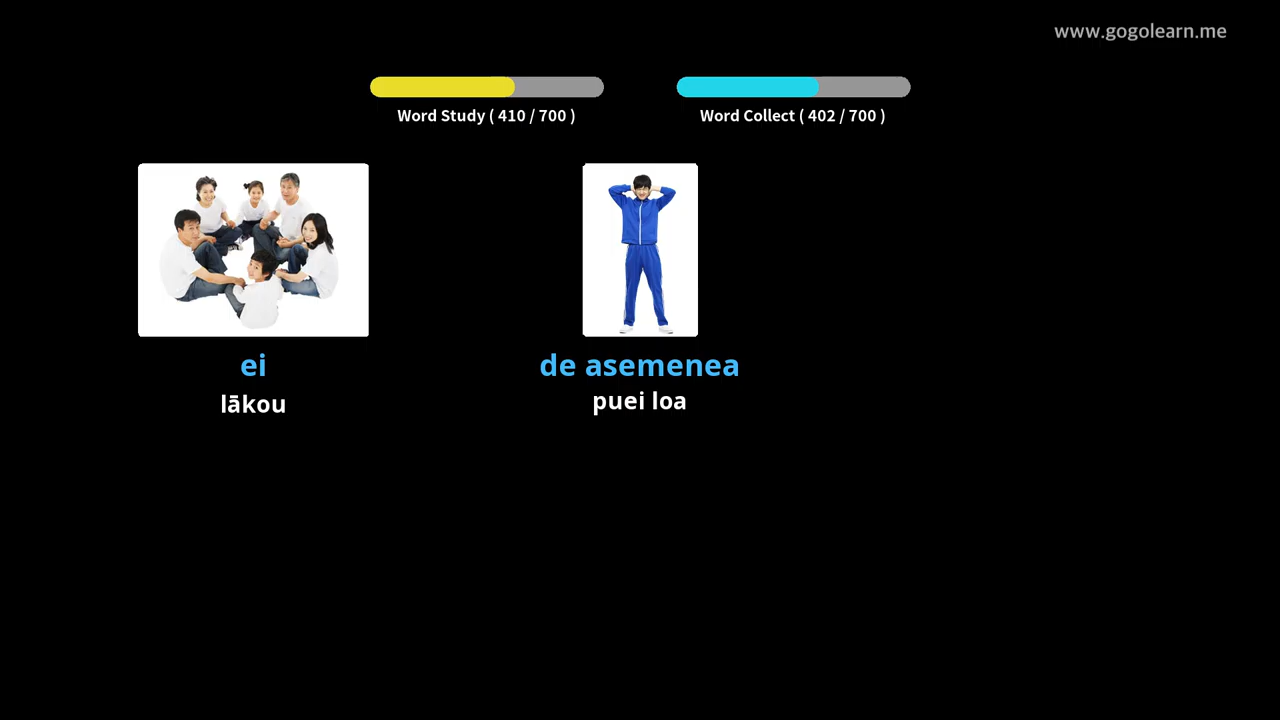 www.gogolearn.me
Word Study ( 410 / 700 )
Word Collect ( 402 / 700 )
ei
lākou
de asemenea
puei loa